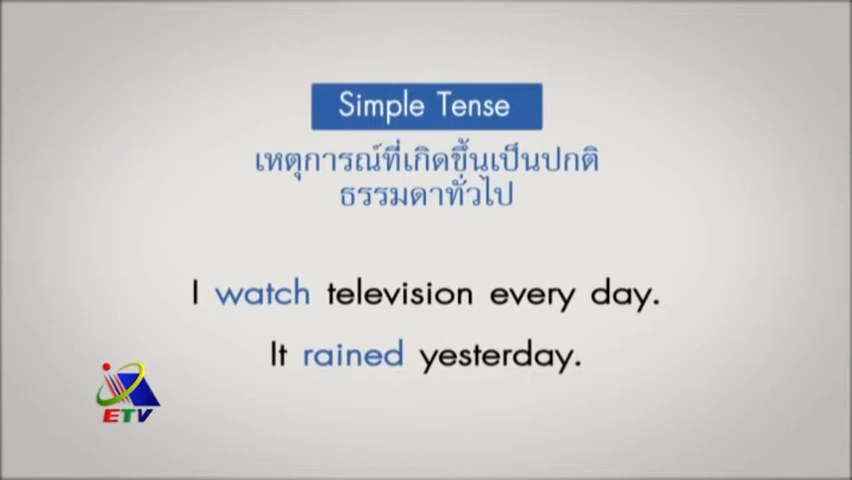 Simple Tense
เหตุการณ์ที่เกิดขึ้นเป็นปกติ
ธรรมดาทั่วไป
I watch television every day.
It rained yesterday.
ETV